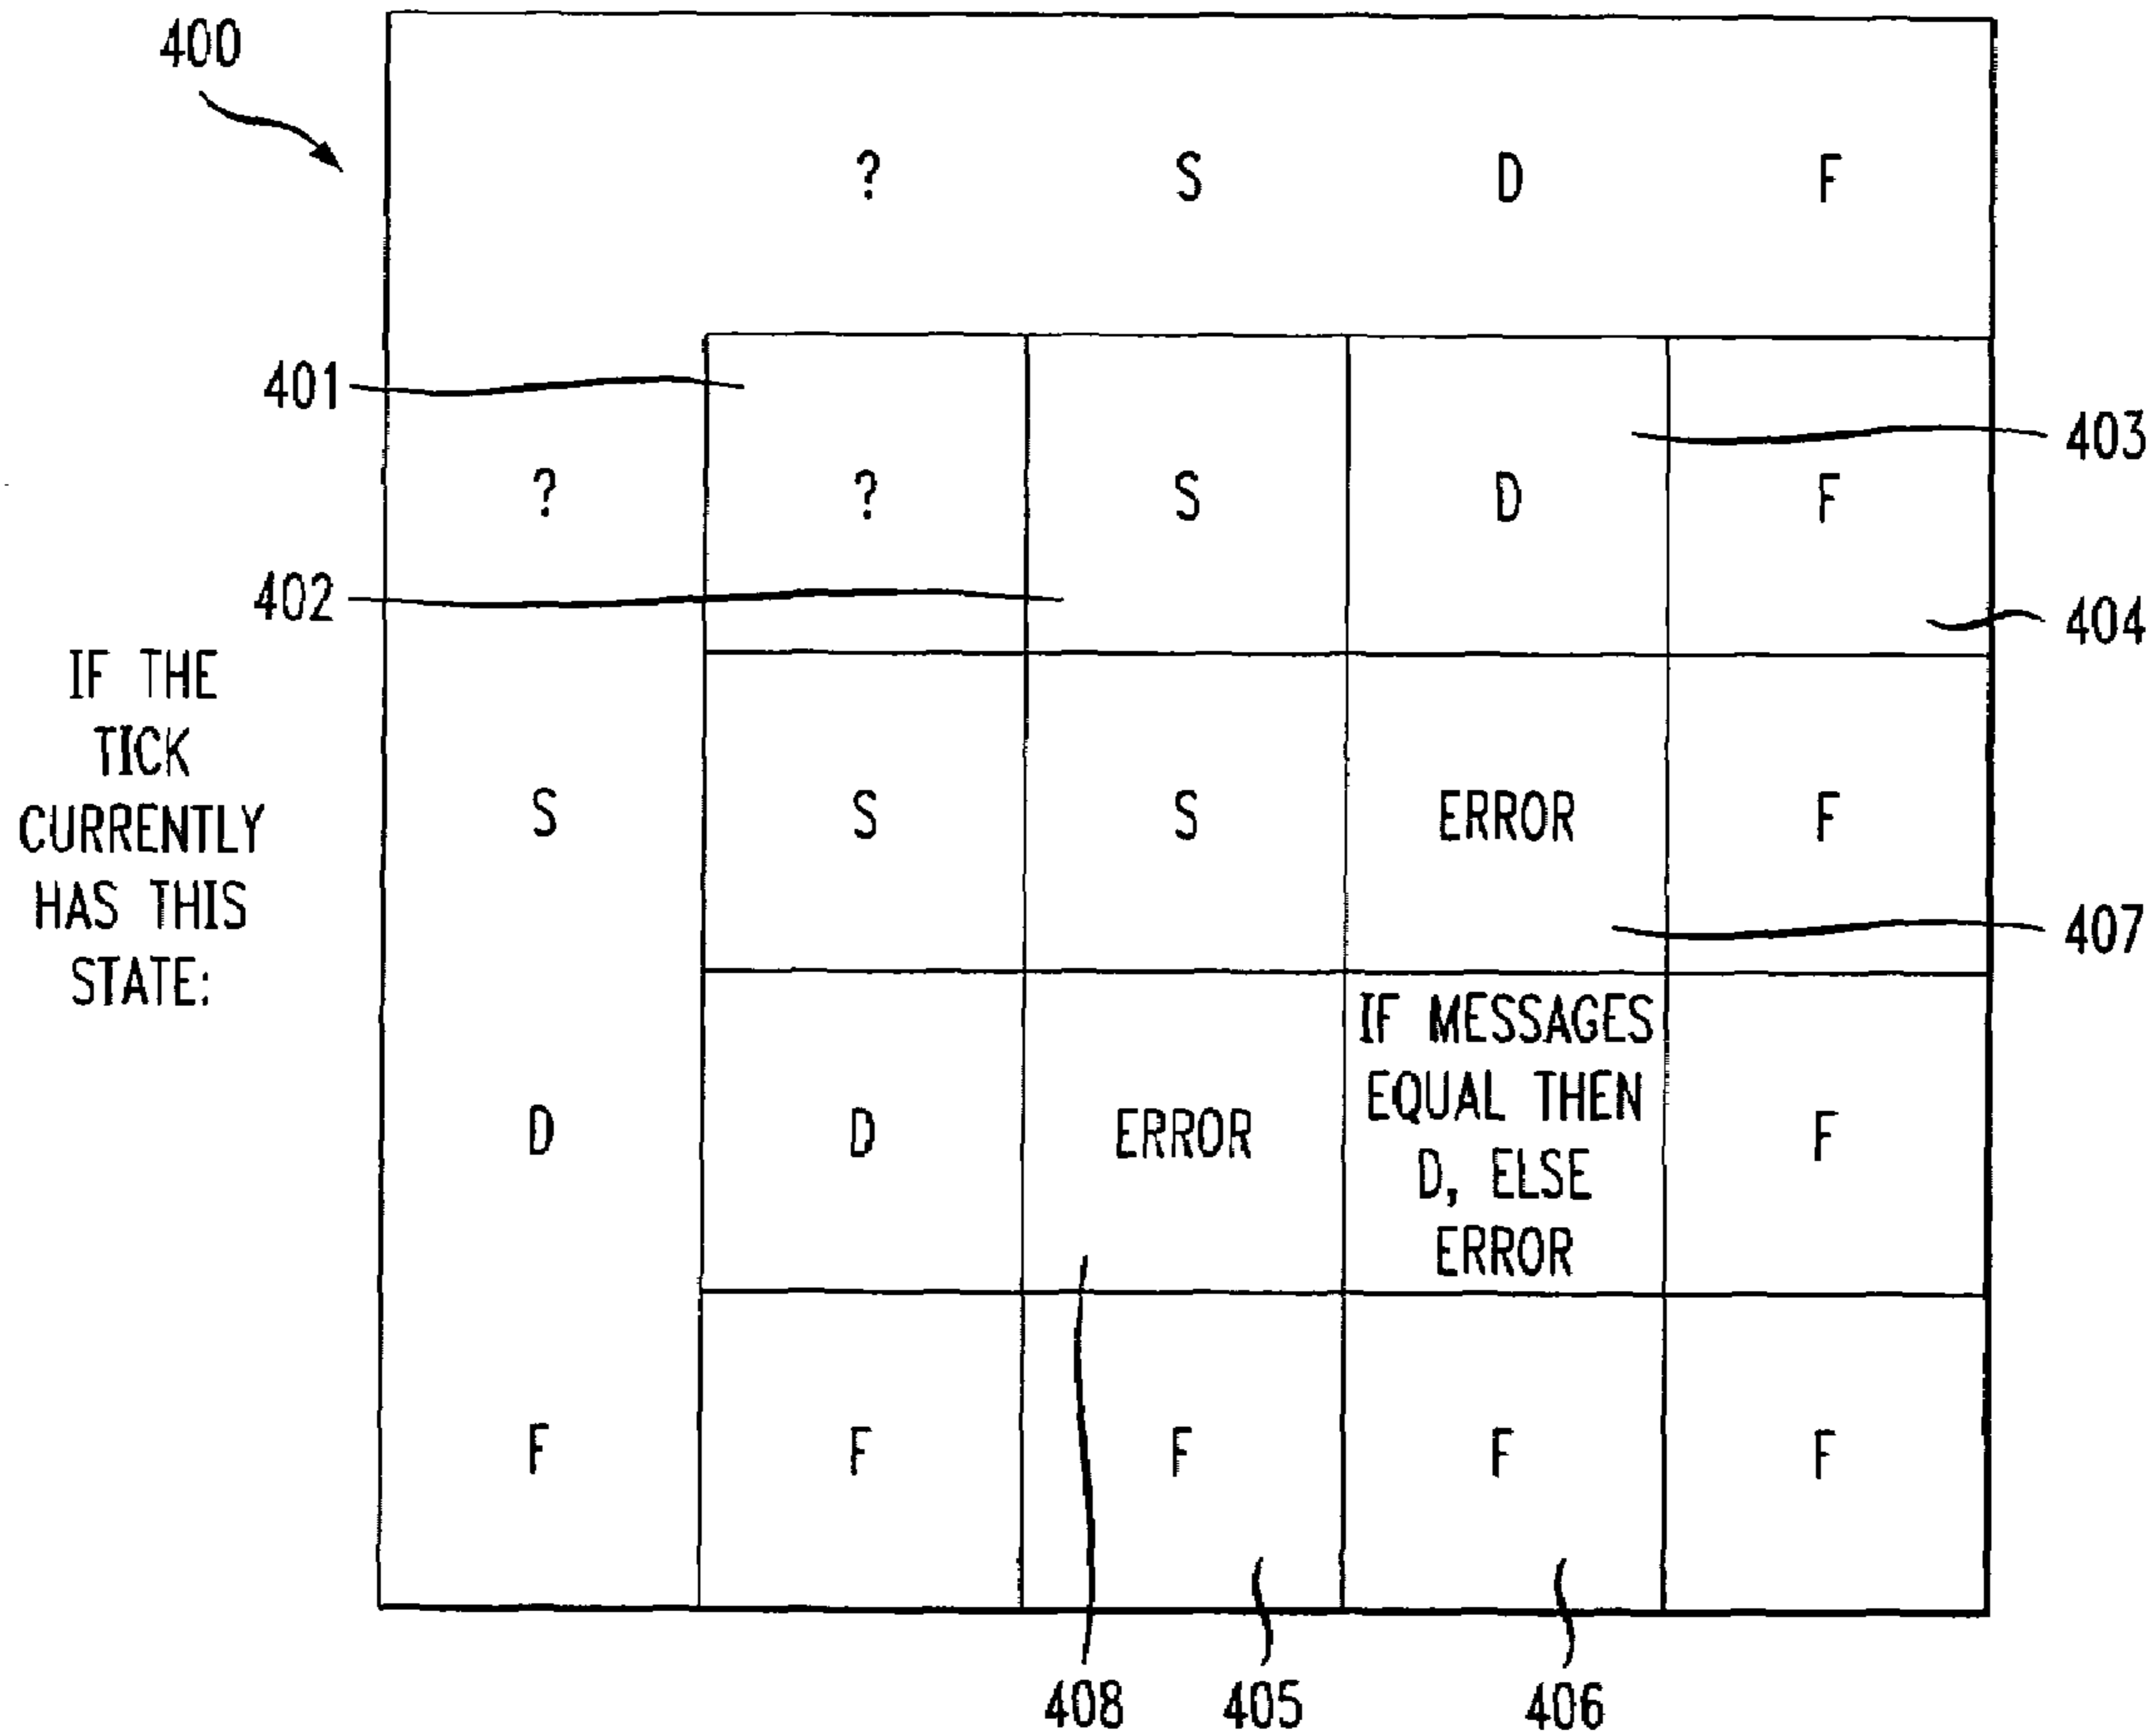 400
? S D F
401
403
? ? S D F
402
404
IF THE
TICK
CURRENTLY
HAS THIS
STATE:
S S S ERROR F
407
D D ERROR IF MESSAGES
EQUAL THEN
D, ELSE
ERROR F
F F F F F
408 405 406